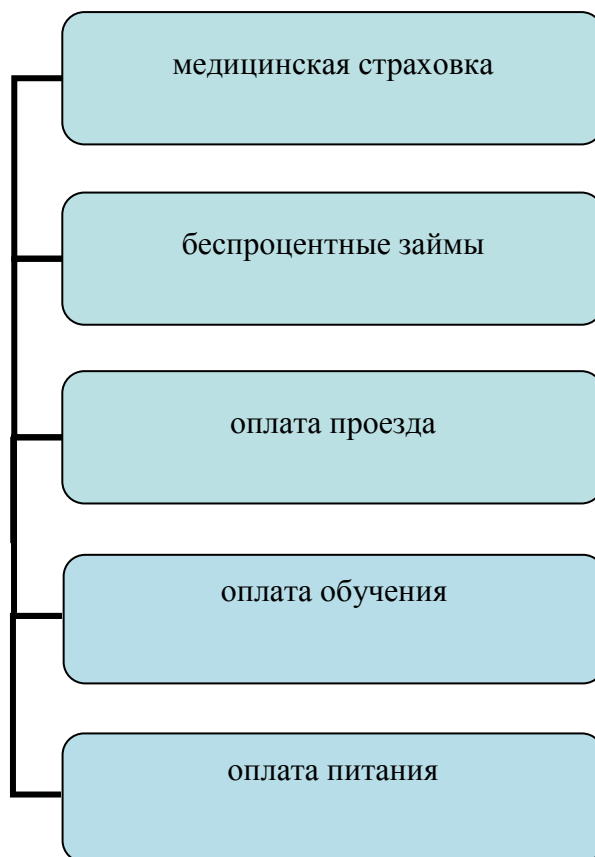 медицинская страховка
беспроцентные займы
оплата проезда
оплата обучения
оплата питания